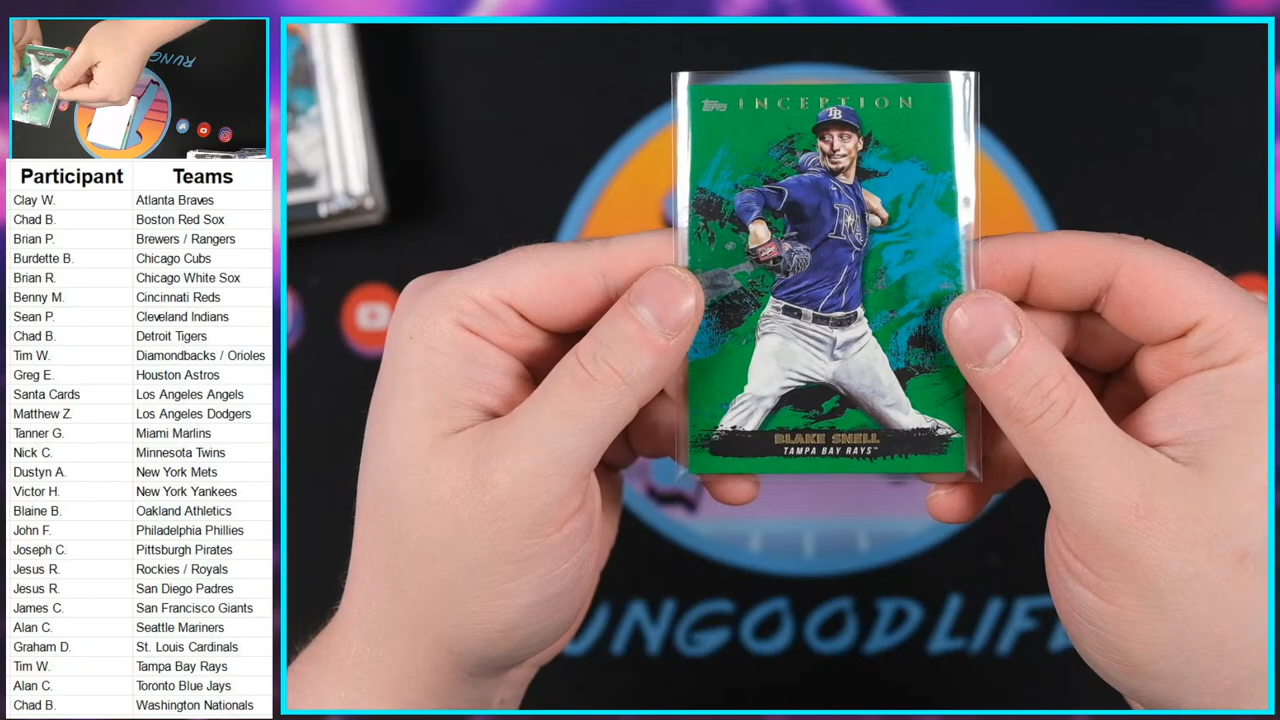 RUNGOOD
Participant Teams
Clay W. Atlanta Braves
Chad B. Boston Red Sox
Brian P. Brewers / Rangers
Burdette B. Chicago Cubs
Brian R. Chicago White Sox
Benny M. Cincinnati Reds
Sean P. Cleveland Indians
Chad B. Detroit Tigers
Tim W. Diamondbacks / Orioles
Greg E. Houston Astros
Santa Cards Los Angeles Angels
Matthew Z. Los Angeles Dodgers
Tanner G. Miami Marlins
Nick C. Minnesota Twins
Dustyn A. New York Mets
Victor H. New York Yankees
Blaine B. Oakland Athletics
John F. Philadelphia Phillies
Joseph C. Pittsburgh Pirates
Jesus R. Rockies / Royals
Jesus R. San Diego Padres
James C. San Francisco Giants
Alan C. Seattle Mariners
Graham D. St. Louis Cardinals
Tim W. Tampa Bay Rays
Alan C. Toronto Blue Jays
Chad B. Washington Nationals
Topps INCEPTION
TB
BLAKE SNELL
TAMPA BAY RAYS™
UNGOODLIF